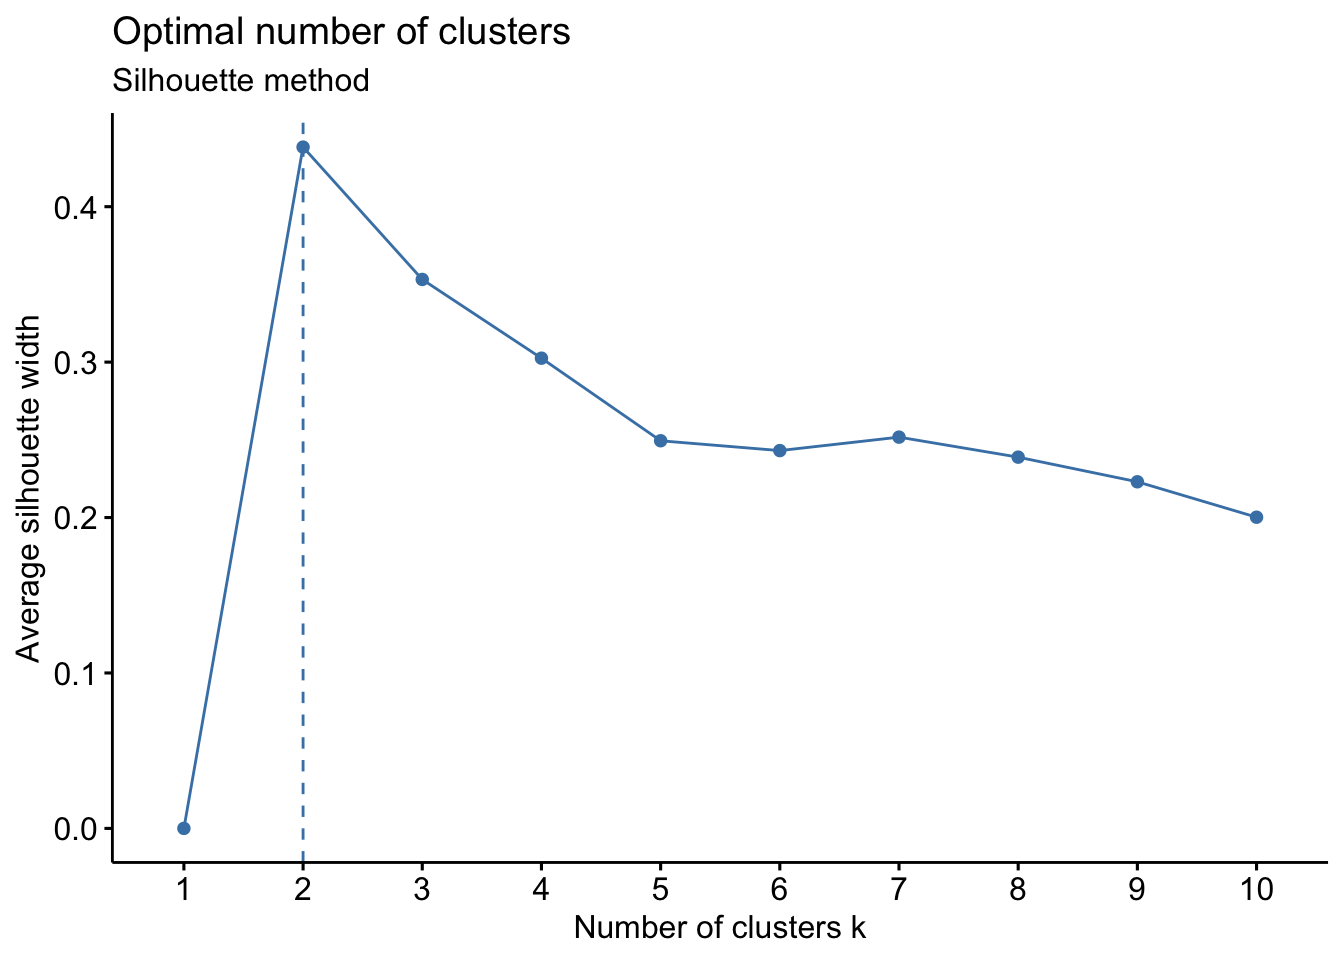 Optimal number of clusters
Silhouette method
Average silhouette width
0.4
0.3
0.2
0.1
0.0
1 2 3 4 5 6 7 8 9 10
Number of clusters k